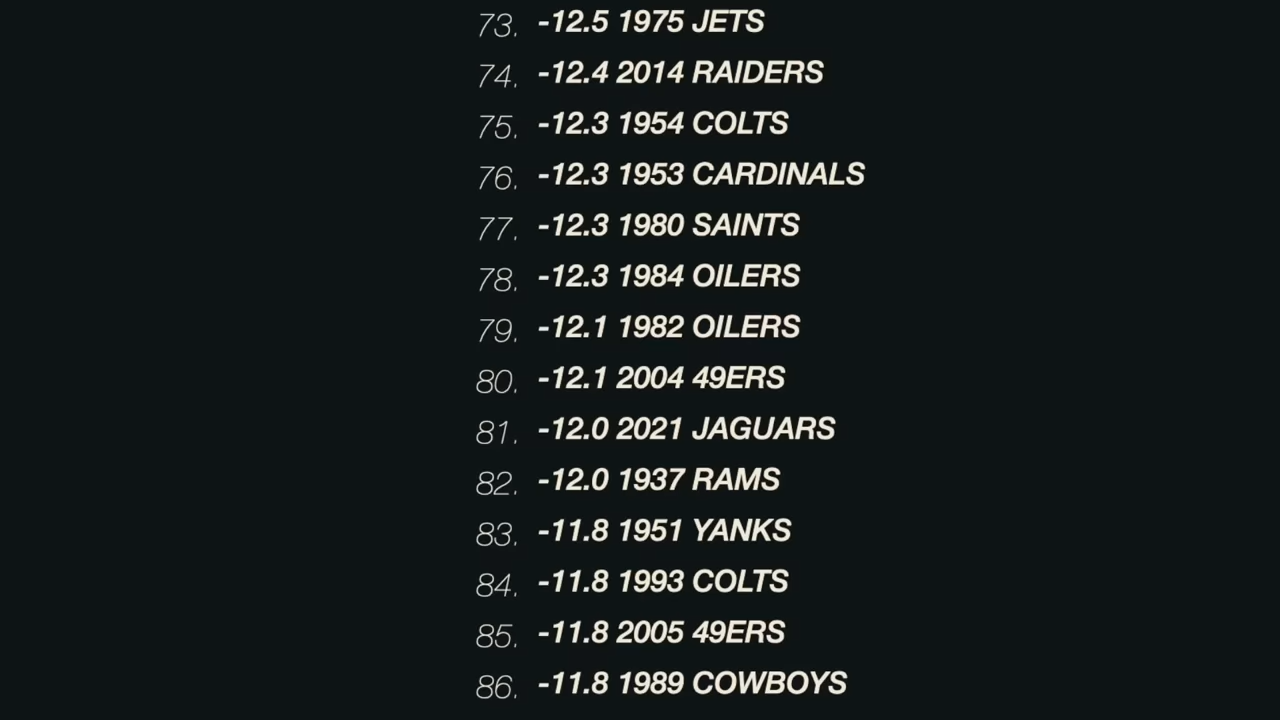 73. -12.5 1975 JETS
74. -12.4 2014 RAIDERS
75. -12.3 1954 COLTS
76. -12.3 1953 CARDINALS
77. -12.3 1980 SAINTS
78. -12.3 1984 OILERS
79. -12.1 1982 OILERS
80. -12.1 2004 49ERS
81. -12.0 2021 JAGUARS
82. -12.0 1937 RAMS
83. -11.8 1951 YANKS
84. -11.8 1993 COLTS
85. -11.8 2005 49ERS
86. -11.8 1989 COWBOYS